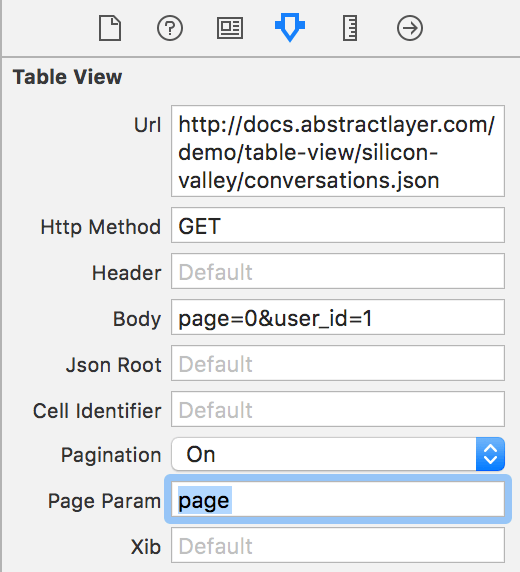 Table View
Url http://docs.abstractlayer.com/
demo/table-view/silicon-
valley/conversations.json
Http Method GET
Header Default
Body page=0&user_id=1
Json Root Default
Cell Identifier Default
Pagination On
Page Param page
Xib Default